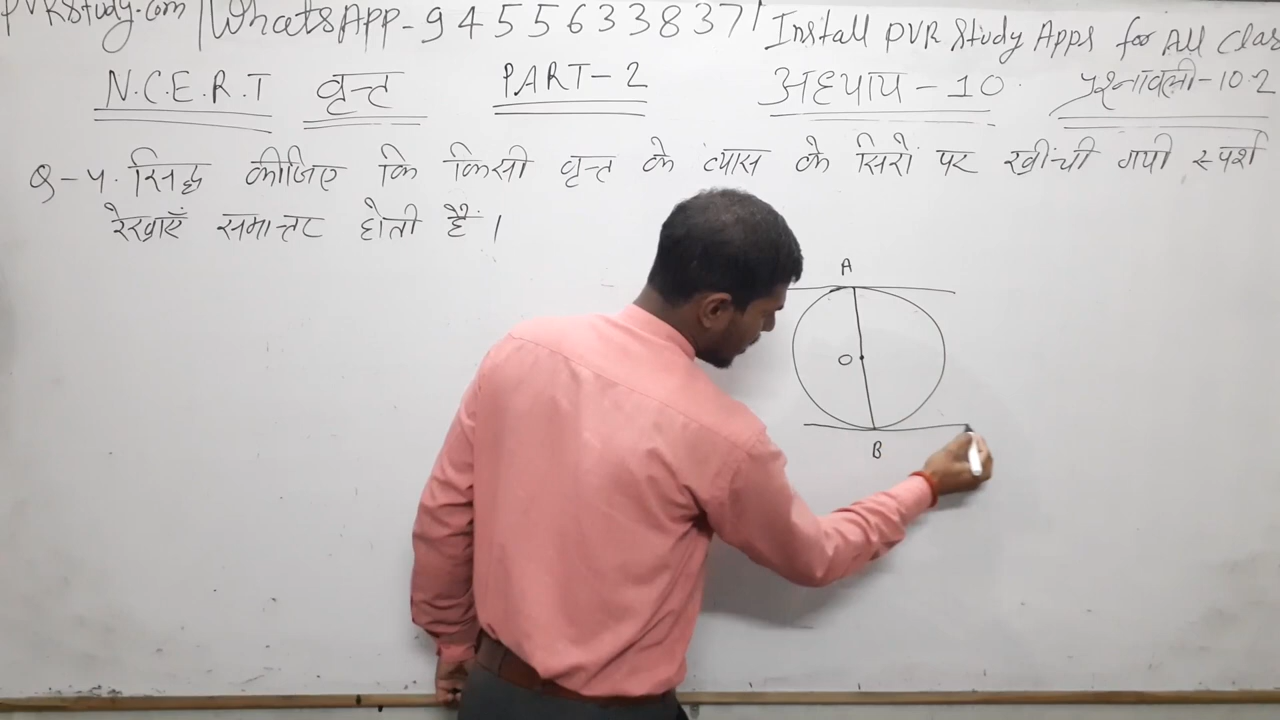 PVRStudy.com | WhatsApp-9455633837 | Install PVR Study Apps for All Clas
N.C.E.R.T वृत्त PART-2 अध्याय-10. प्रश्नावली-10.2
Q-4. सिद्ध कीजिए कि किसी वृत्त के व्यास के सिरों पर खींची गयी स्पर्श
रेखाएँ समान्तर होती हैं।
A
O
B